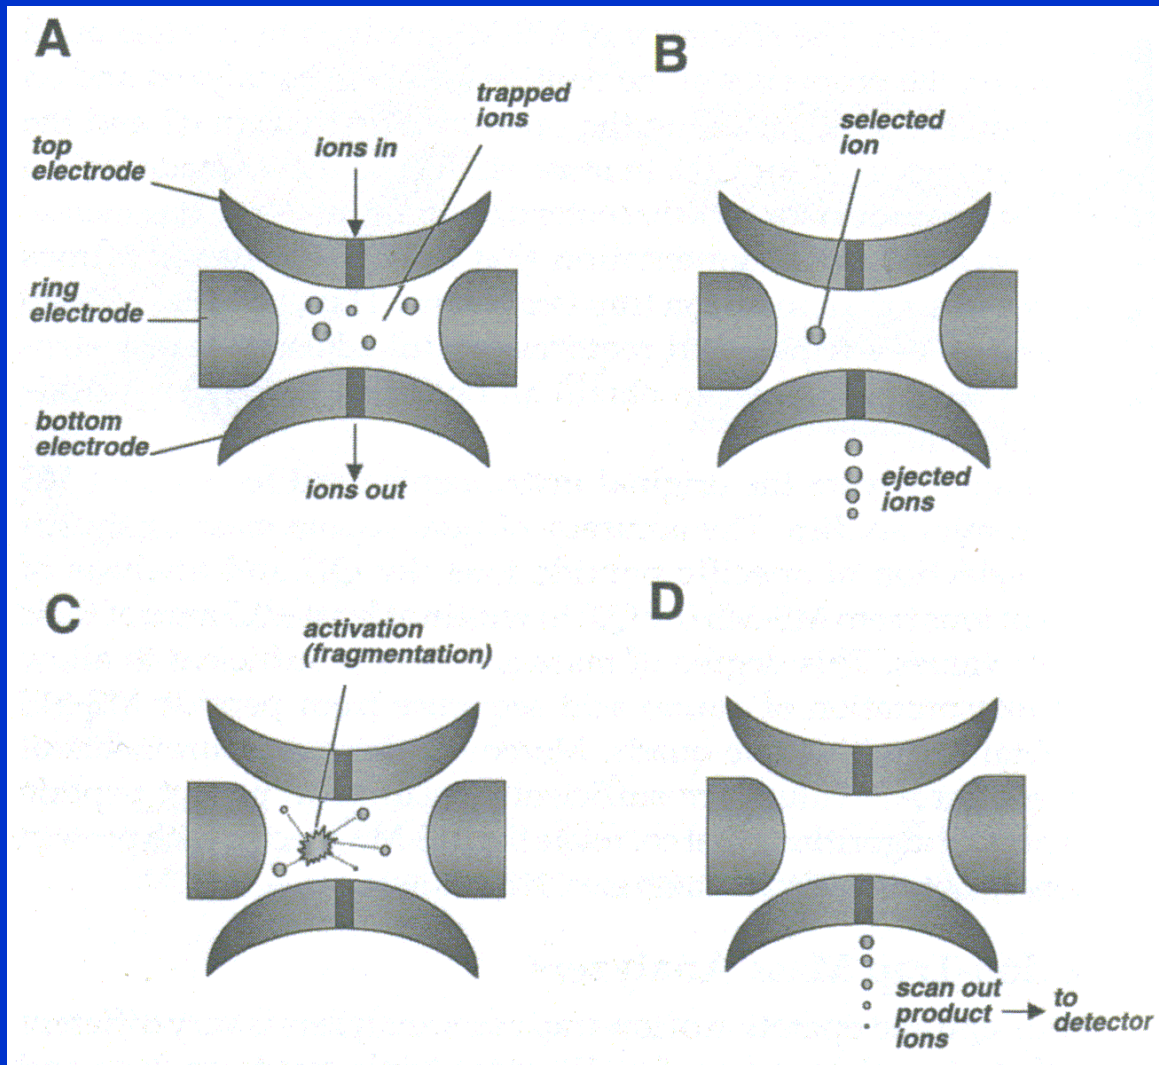 A
trapped
ions
ions in
top
electrode
ring
electrode
bottom
electrode
ions out
B
selected
ion
ejected
ions
C
activation
(fragmentation)
D
scan out
product
ions
to
detector